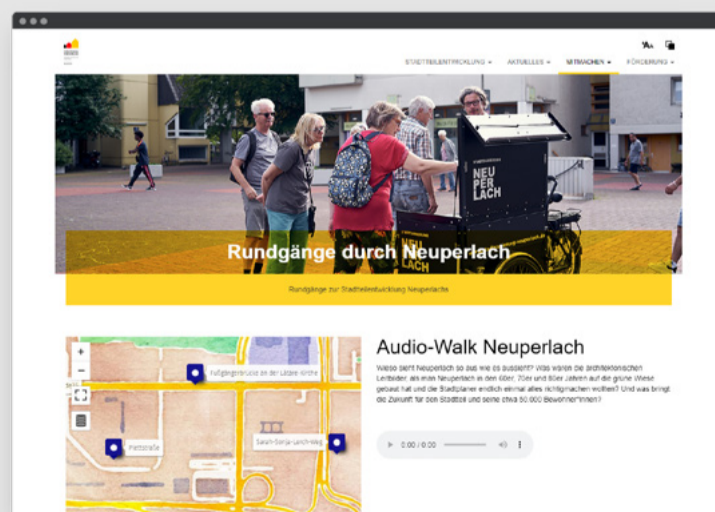 STADTTEILENTWICKLUNG AKTUELLES MITMACHEN FÖRDERUNG
NEU
PER
LACH
NEU
LACH
Rundgänge durch Neuperlach
Rundgänge zur Stadtteilentwicklung Neuperlachs
Fußgängerbrücke an der Lätare-Kirche
Plettstraße
Sarah-Sonja-Lerch-Weg
Audio-Walk Neuperlach
Wieso sieht Neuperlach so aus wie es aussieht? Was waren die architektonischen
Leitbilder, als man Neuperlach in den 60er, 70er und 80er Jahren auf die grüne Wiese
gebaut hat und die Stadtplaner endlich einmal alles richtigmachen wollten? Und was bringt
die Zukunft für den Stadtteil und seine etwa 50.000 Bewohner*innen?
0:00 / 0:00